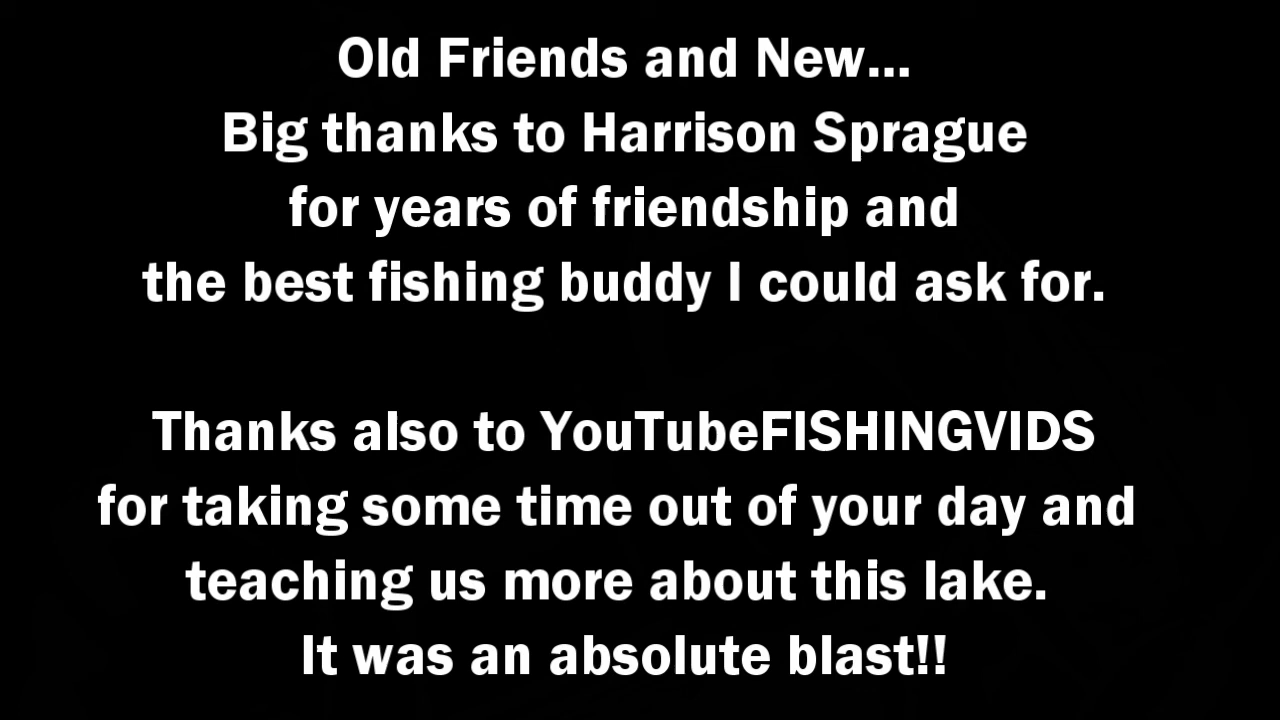 Old Friends and New...
Big thanks to Harrison Sprague
for years of friendship and
the best fishing buddy I could ask for.
Thanks also to YouTubeFISHINGVIDS
for taking some time out of your day and
teaching us more about this lake.
It was an absolute blast!!